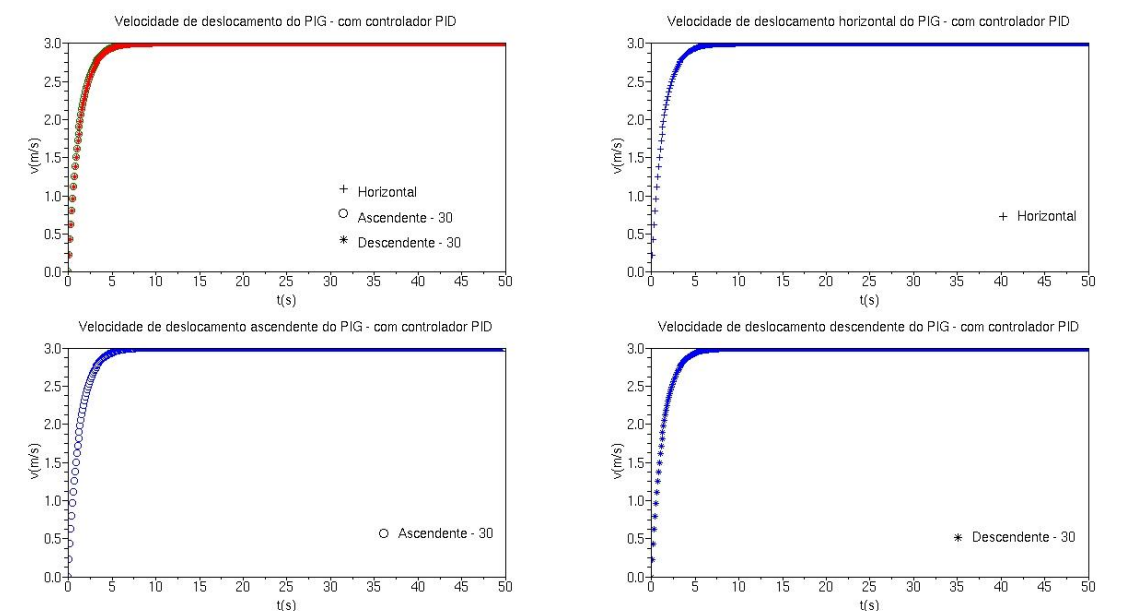 Velocidade de deslocamento do PIG - com controlador PID
3.0
2.5
2.0
1.5
1.0
0.5
0.0
v(m/s)
+ Horizontal
○ Ascendente - 30
* Descendente - 30
0 5 10 15 20 25 30 35 40 45 50
t(s)
Velocidade de deslocamento horizontal do PIG - com controlador PID
3.0
2.5
2.0
1.5
1.0
0.5
0.0
v(m/s)
+ Horizontal
0 5 10 15 20 25 30 35 40 45 50
t(s)
Velocidade de deslocamento ascendente do PIG - com controlador PID
3.0
2.5
2.0
1.5
1.0
0.5
0.0
v(m/s)
○ Ascendente - 30
0 5 10 15 20 25 30 35 40 45 50
t(s)
Velocidade de deslocamento descendente do PIG - com controlador PID
3.0
2.5
2.0
1.5
1.0
0.5
0.0
v(m/s)
* Descendente - 30
0 5 10 15 20 25 30 35 40 45 50
t(s)